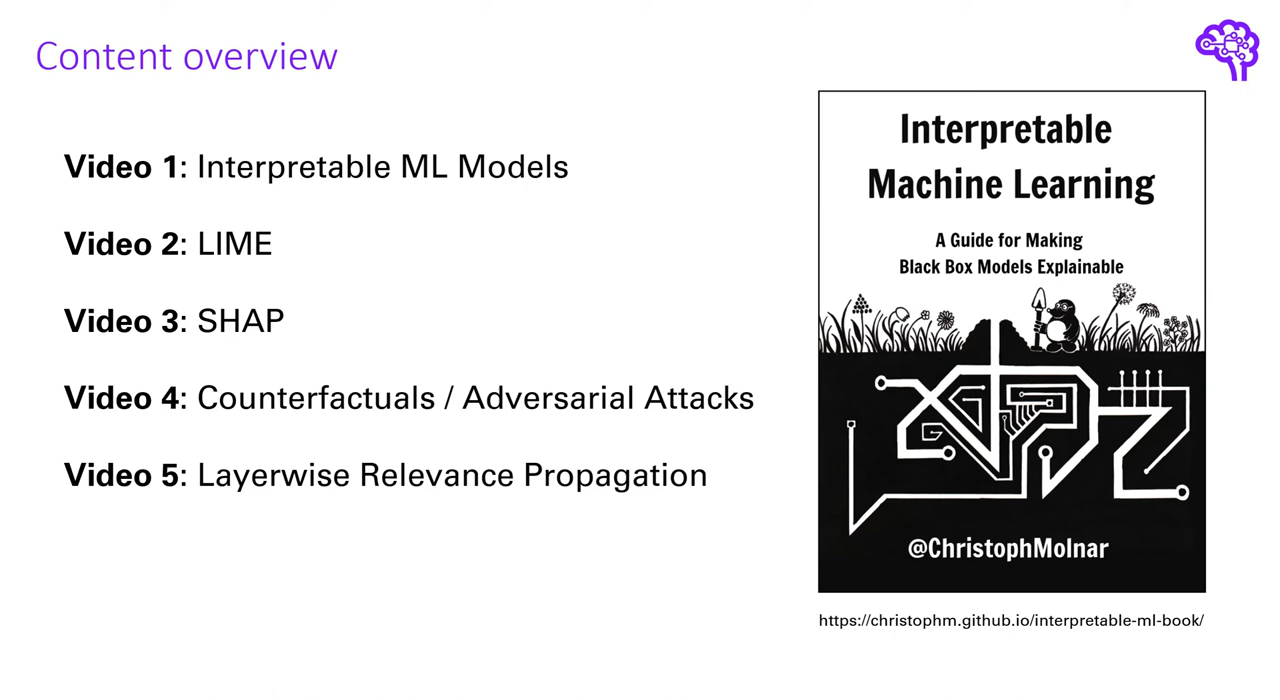 Content overview
Video 1: Interpretable ML Models
Video 2: LIME
Video 3: SHAP
Video 4: Counterfactuals / Adversarial Attacks
Video 5: Layerwise Relevance Propagation
Interpretable
Machine Learning
A Guide for Making
Black Box Models Explainable
@ChristophMolnar
https://christophm.github.io/interpretable-ml-book/